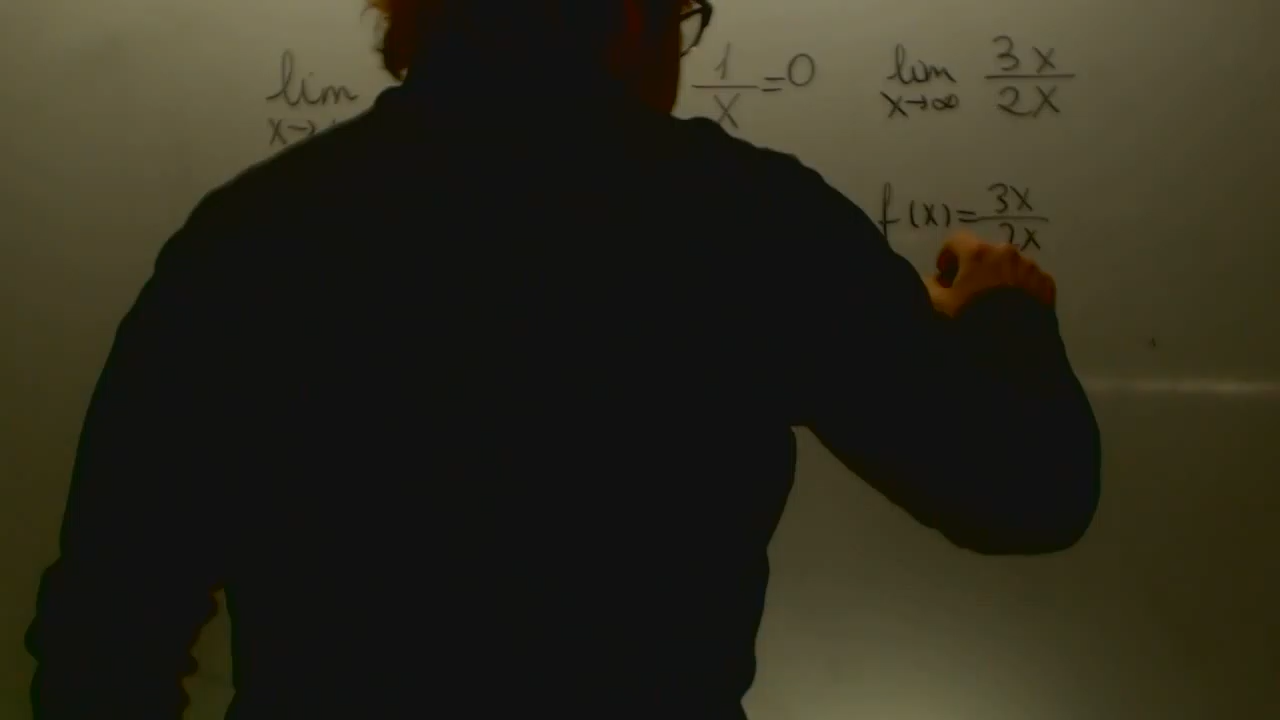 lim 1/x = 0 lim 3x/2x
x→ x→∞
f(x) = 3x/2x